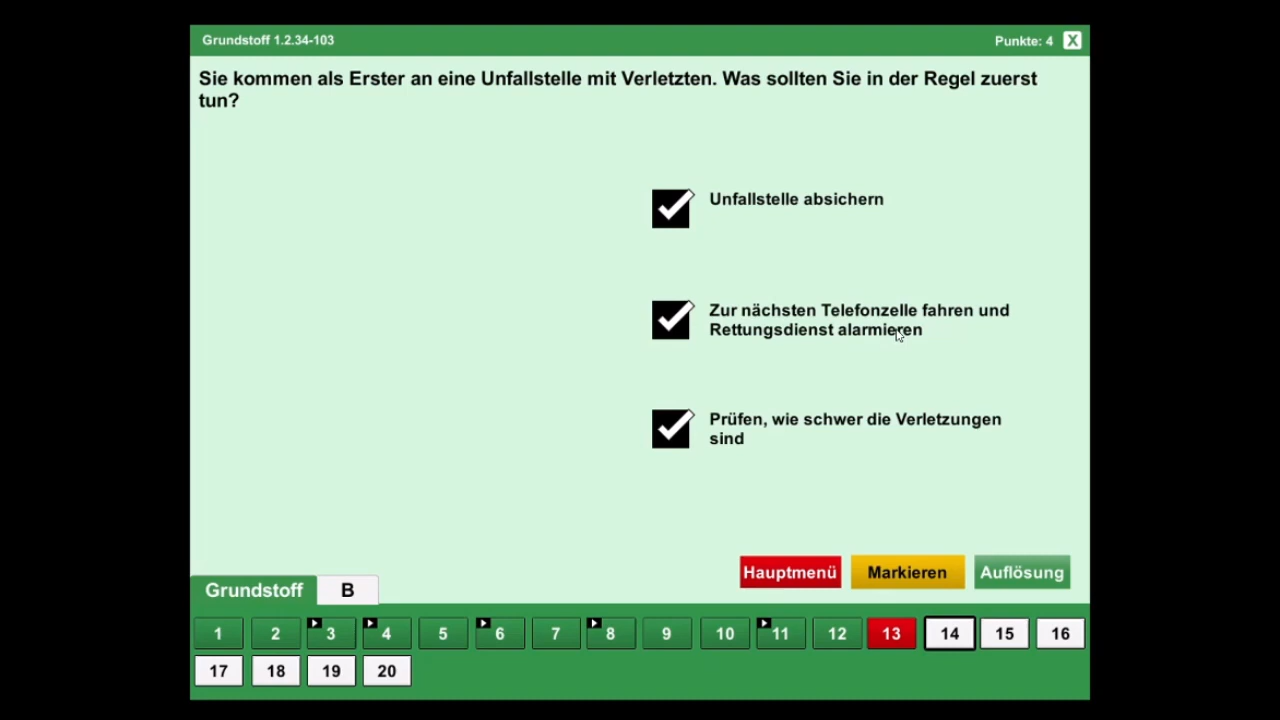 Grundstoff 1.2.34-103
Punkte: 4 X
Sie kommen als Erster an eine Unfallstelle mit Verletzten. Was sollten Sie in der Regel zuerst
tun?
Unfallstelle absichern
Zur nächsten Telefonzelle fahren und
Rettungsdienst alarmieren
Prüfen, wie schwer die Verletzungen
sind
Hauptmenü Markieren Auflösung
Grundstoff B
1 2 3 4 5 6 7 8 9 10 11 12 13 14 15 16
17 18 19 20